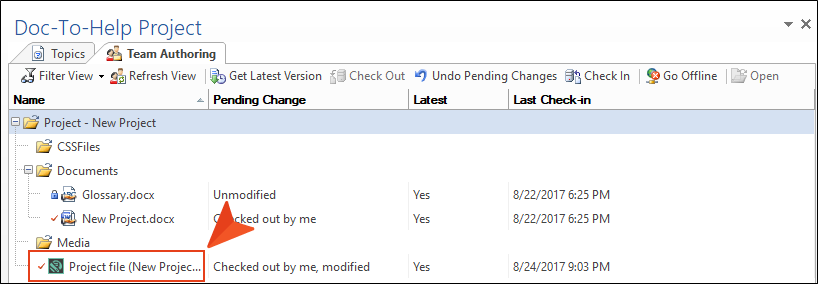 Doc-To-Help Project
Topics Team Authoring
Filter View Refresh View Get Latest Version Check Out Undo Pending Changes Check In Go Offline Open
Name Pending Change Latest Last Check-in
Project - New Project
CSSFiles
Documents
Glossary.docx Unmodified Yes 8/22/2017 6:25 PM
New Project.docx Checked out by me Yes 8/22/2017 6:25 PM
Media
Project file (New Projec... Checked out by me, modified Yes 8/24/2017 9:03 PM